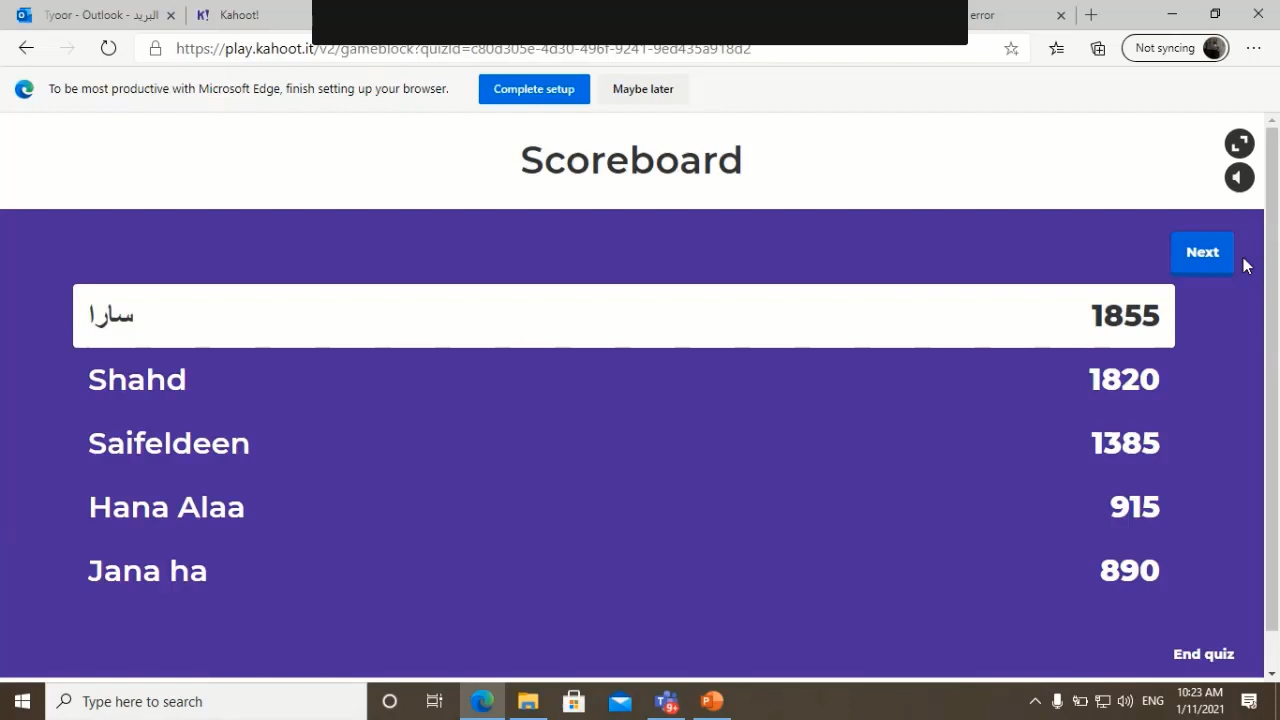 Tyoor - Outlook - البريد
Kahoot!
error
https://play.kahoot.it/v2/gameblock?quizId=c80d305e-4d30-496f-9241-9ed435a918d2
Not syncing
To be most productive with Microsoft Edge, finish setting up your browser.
Complete setup
Maybe later
Scoreboard
Next
سارا 1855
Shahd 1820
Saifeldeen 1385
Hana Alaa 915
Jana ha 890
End quiz
Type here to search
9+
ENG
10:23 AM
1/11/2021